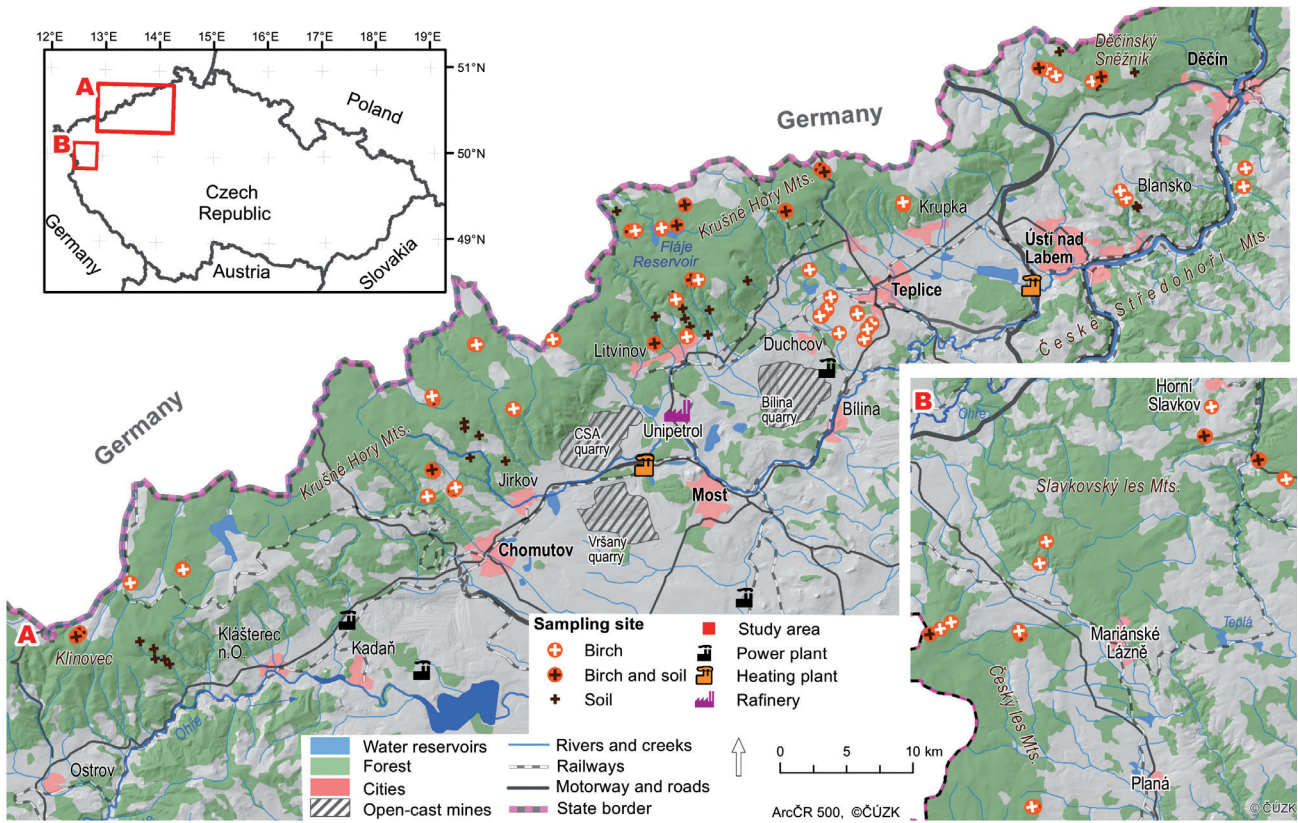 12°E 13°E 14°E 15°E 16°E 17°E 18°E 19°E
51°N
50°N
49°N
A
B
Poland
Czech
Republic
Germany
Austria
Slovakia
Germany
Germany
Děčínský
Sněžník
Děčín
Blansko
Krupka
Krušné Hory Mts.
Fláje
Reservoir
Ústí nad
Labem
Teplice
České Středohoří Mts.
Litvínov
Duchcov
Bílina
quarry
Bílina
CSA
quarry
Unipetrol
Krušné Hory Mts.
Jirkov
Most
Vršany
quarry
Chomutov
A
Klínovec
Klášterec
n.O.
Kadaň
Ohře
Ostrov
B
Ohře
Horní
Slavkov
Slavkovský les Mts.
Teplá
Mariánské
Lázně
Český les Mts.
Planá
© ČÚZK
Sampling site
Birch
Birch and soil
Soil
Study area
Power plant
Heating plant
Rafinery
Water reservoirs
Forest
Cities
Open-cast mines
Rivers and creeks
Railways
Motorway and roads
State border
0 5 10 km
ArcČR 500, ©ČÚZK